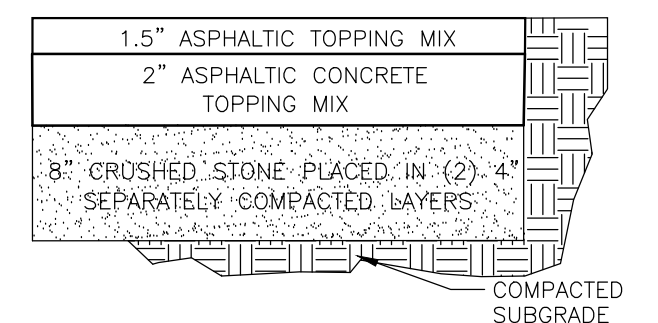 1.5” ASPHALTIC TOPPING MIX
2” ASPHALTIC CONCRETE
TOPPING MIX
8” CRUSHED STONE PLACED IN (2) 4”
SEPARATELY COMPACTED LAYERS
COMPACTED
SUBGRADE